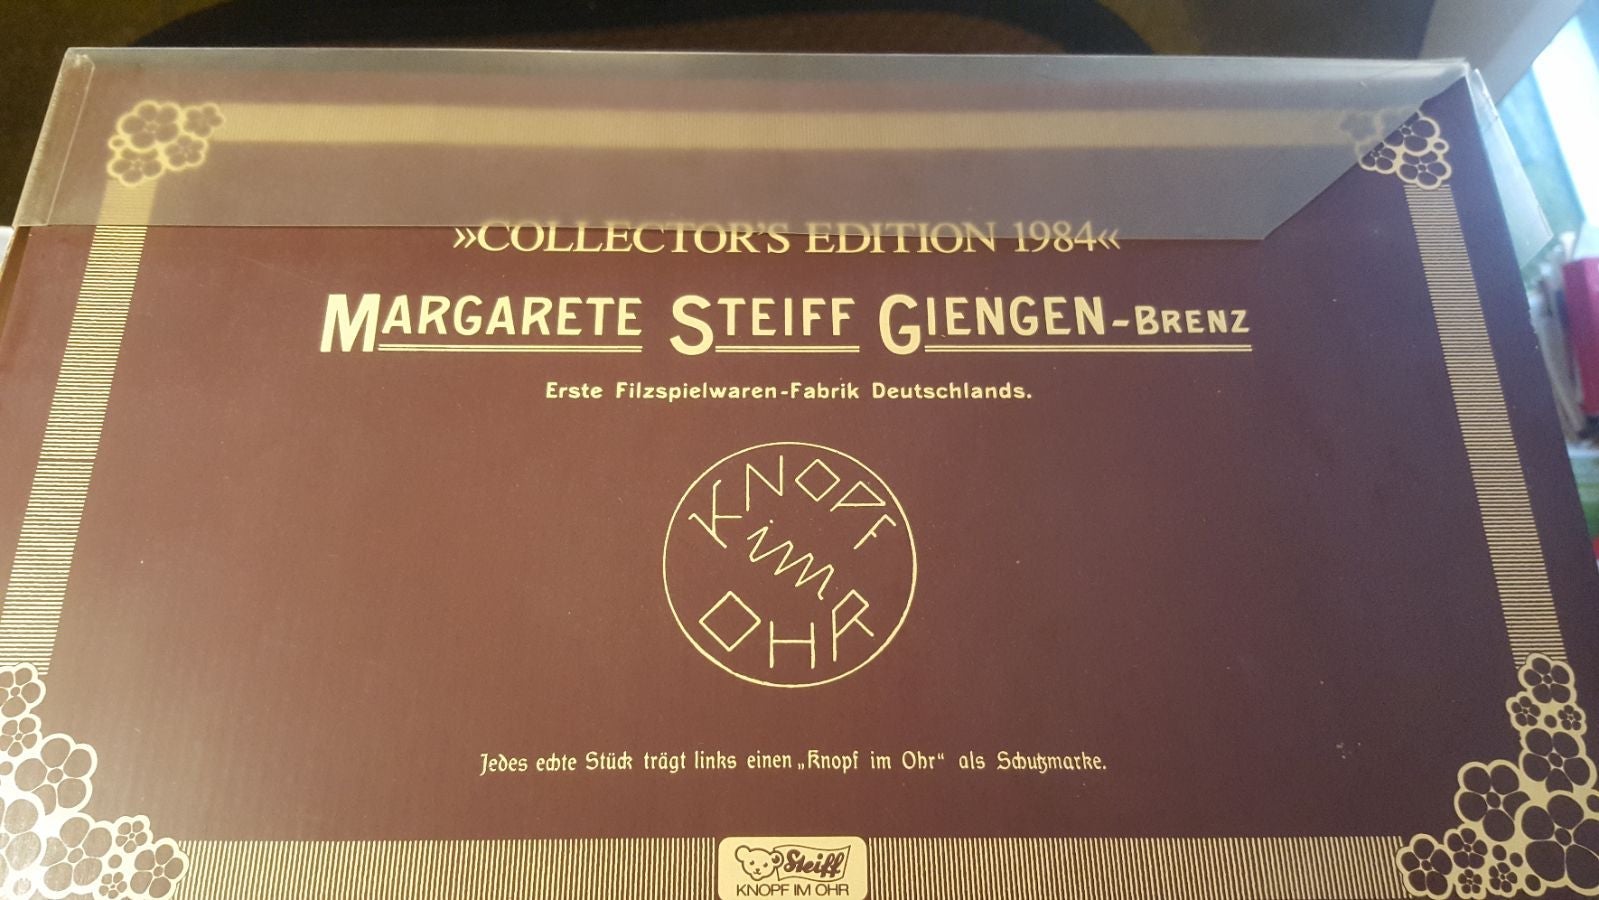 »COLLECTOR'S EDITION 1984«
MARGARETE STEIFF GIENGEN-BRENZ
Erste Filzspielwaren-Fabrik Deutschlands.
KNOPF
im
OHR
Jedes echte Stück trägt links einen „Knopf im Ohr“ als Schutzmarke.
Steiff
KNOPF IM OHR